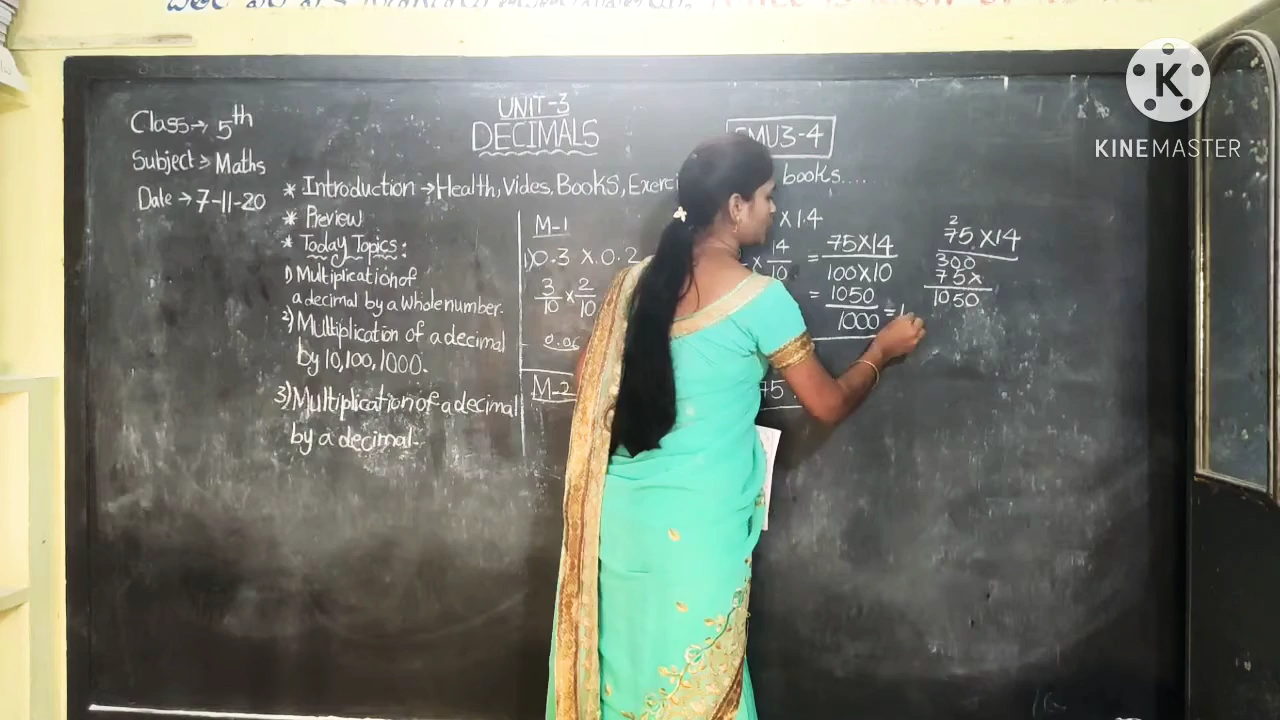 UNIT-3
DECIMALS
Class → 5th
Subject → Maths
Date → 7-11-20
MU3-4
* Introduction → Health, Vides, Books, books....
* Preview
* Today Topics:
1) Multiplication of
a decimal by a whole number.
2) Multiplication of a decimal
by 10,100,1000.
3) Multiplication of a decimal
by a decimal.
M-1
1) 0.3 X 0.2
3/10 x 2/10
0.06
M-2
X 1.4
x 14/10 = 75X14/100X10
= 1050/1000 =
75
2
75 X 14
300
75x
1050
K
KINEMASTER